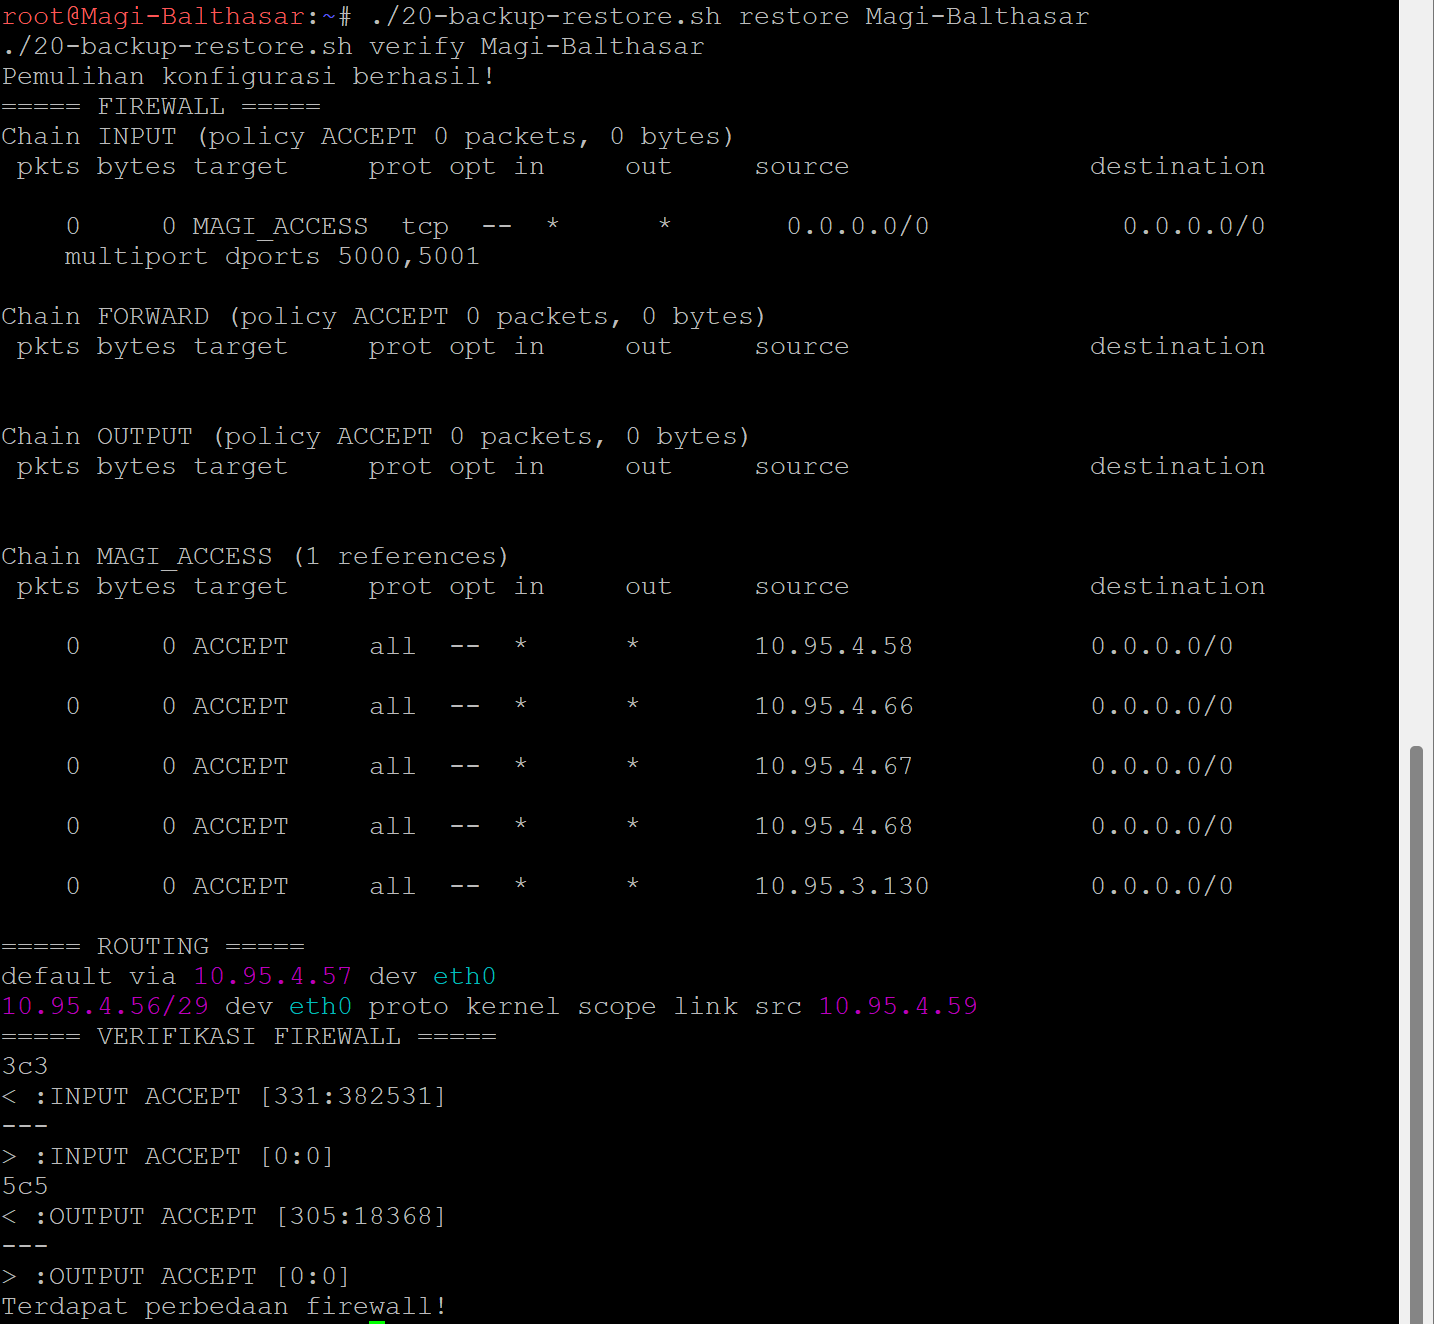 root@Magi-Balthasar:~# ./20-backup-restore.sh restore Magi-Balthasar
./20-backup-restore.sh verify Magi-Balthasar
Pemulihan konfigurasi berhasil!
===== FIREWALL =====
Chain INPUT (policy ACCEPT 0 packets, 0 bytes)
 pkts bytes target     prot opt in     out     source               destination
    0     0 MAGI_ACCESS  tcp  --  *      *       0.0.0.0/0            0.0.0.0/0
    multiport dports 5000,5001
Chain FORWARD (policy ACCEPT 0 packets, 0 bytes)
 pkts bytes target     prot opt in     out     source               destination
Chain OUTPUT (policy ACCEPT 0 packets, 0 bytes)
 pkts bytes target     prot opt in     out     source               destination
Chain MAGI_ACCESS (1 references)
 pkts bytes target     prot opt in     out     source               destination
    0     0 ACCEPT     all  --  *      *       10.95.4.58           0.0.0.0/0
    0     0 ACCEPT     all  --  *      *       10.95.4.66           0.0.0.0/0
    0     0 ACCEPT     all  --  *      *       10.95.4.67           0.0.0.0/0
    0     0 ACCEPT     all  --  *      *       10.95.4.68           0.0.0.0/0
    0     0 ACCEPT     all  --  *      *       10.95.3.130          0.0.0.0/0
===== ROUTING =====
default via 10.95.4.57 dev eth0
10.95.4.56/29 dev eth0 proto kernel scope link src 10.95.4.59
===== VERIFIKASI FIREWALL =====
3c3
< :INPUT ACCEPT [331:382531]
---
> :INPUT ACCEPT [0:0]
5c5
< :OUTPUT ACCEPT [305:18368]
---
> :OUTPUT ACCEPT [0:0]
Terdapat perbedaan firewall!